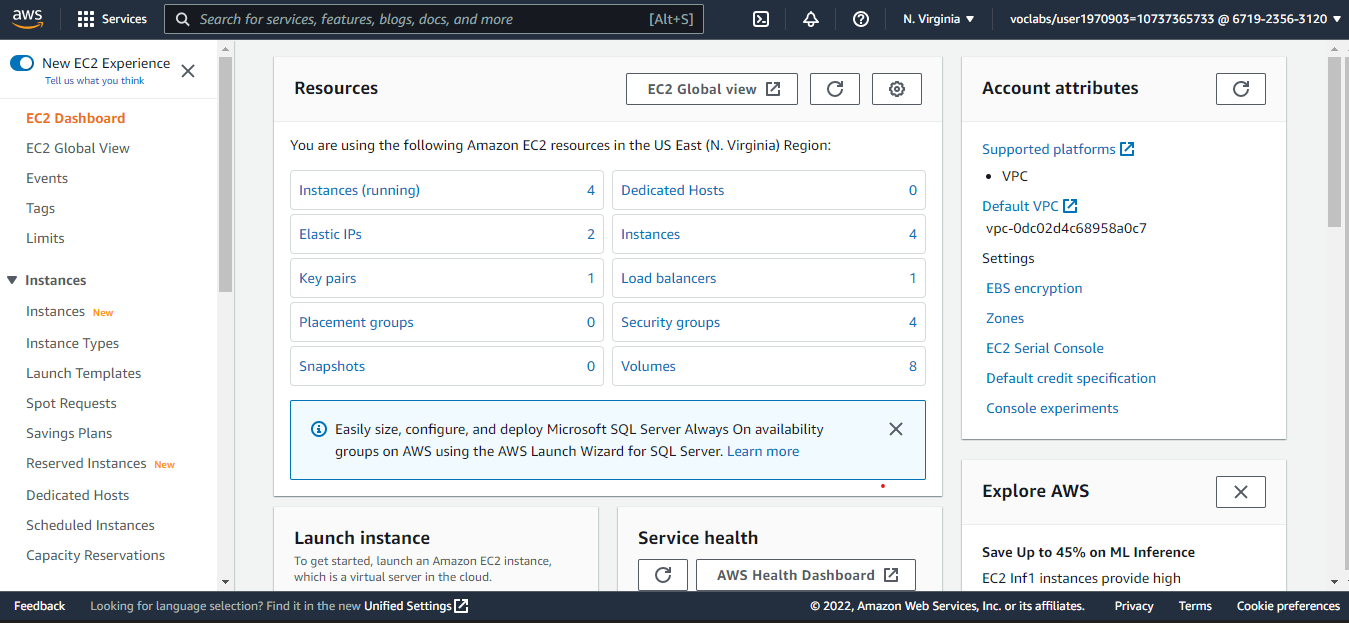 aws
Services
Search for services, features, blogs, docs, and more
[Alt+S]
N. Virginia
voclabs/user1970903=10737365733 @ 6719-2356-3120
New EC2 Experience
Tell us what you think
EC2 Dashboard
EC2 Global View
Events
Tags
Limits
Instances
Instances New
Instance Types
Launch Templates
Spot Requests
Savings Plans
Reserved Instances New
Dedicated Hosts
Scheduled Instances
Capacity Reservations
Resources
EC2 Global view
You are using the following Amazon EC2 resources in the US East (N. Virginia) Region:
Instances (running) 4
Dedicated Hosts 0
Elastic IPs 2
Instances 4
Key pairs 1
Load balancers 1
Placement groups 0
Security groups 4
Snapshots 0
Volumes 8
Easily size, configure, and deploy Microsoft SQL Server Always On availability
groups on AWS using the AWS Launch Wizard for SQL Server. Learn more
Launch instance
To get started, launch an Amazon EC2 instance,
which is a virtual server in the cloud.
Service health
AWS Health Dashboard
Account attributes
Supported platforms
• VPC
Default VPC
vpc-0dc02d4c68958a0c7
Settings
EBS encryption
Zones
EC2 Serial Console
Default credit specification
Console experiments
Explore AWS
Save Up to 45% on ML Inference
EC2 Inf1 instances provide high
Feedback
Looking for language selection? Find it in the new Unified Settings
© 2022, Amazon Web Services, Inc. or its affiliates.
Privacy
Terms
Cookie preferences